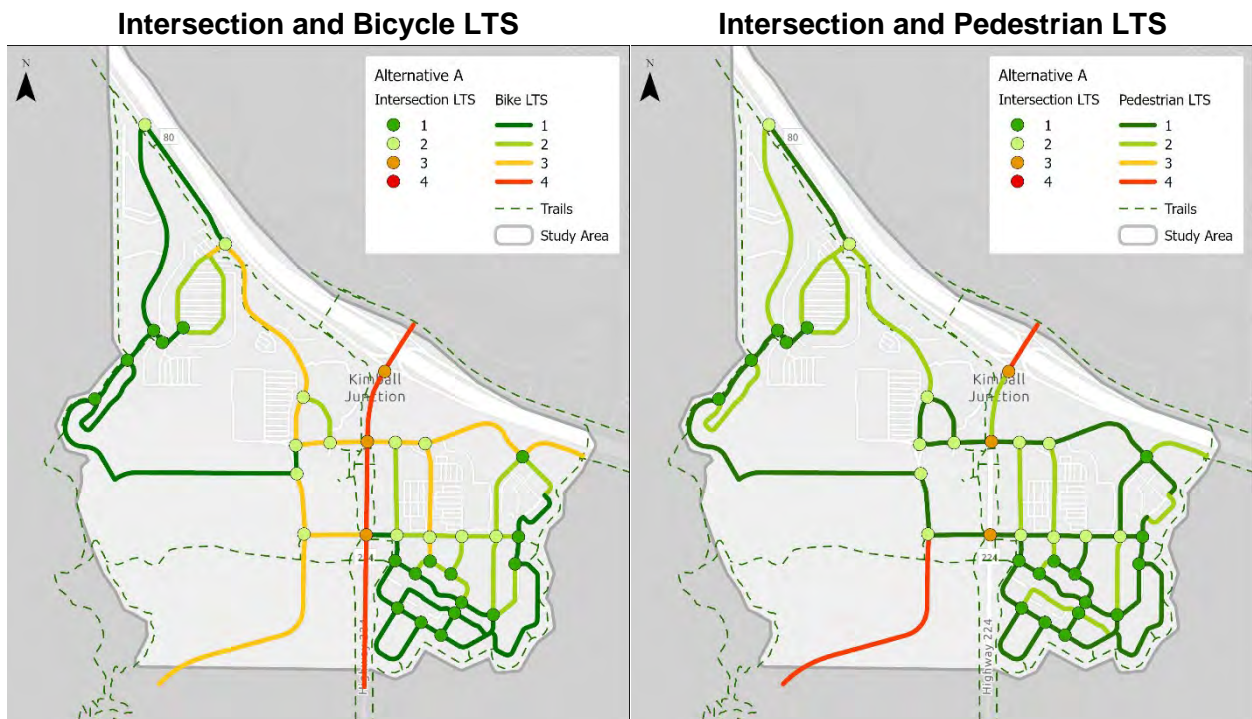 Intersection and Bicycle LTS
N
Alternative A
Intersection LTS Bike LTS
1 1
2 2
3 3
4 4
Trails
Study Area
80
Kimball
Junction
224
Intersection and Pedestrian LTS
N
Alternative A
Intersection LTS Pedestrian LTS
1 1
2 2
3 3
4 4
Trails
Study Area
80
Kimball
Junction
224
Highway 224